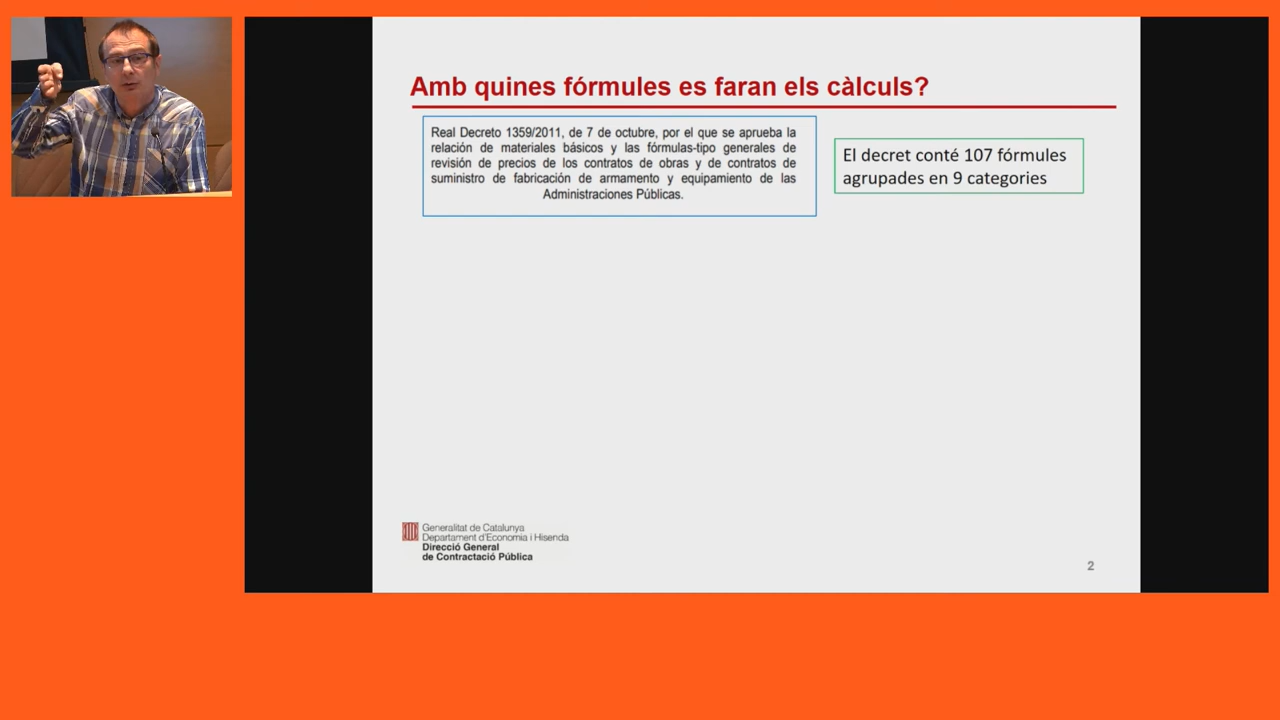 Amb quines fórmules es faran els càlculs?
Real Decreto 1359/2011, de 7 de octubre, por el que se aprueba la
relación de materiales básicos y las fórmulas-tipo generales de
revisión de precios de los contratos de obras y de contratos de
suministro de fabricación de armamento y equipamiento de las
Administraciones Públicas.
El decret conté 107 fórmules
agrupades en 9 categories
Generalitat de Catalunya
Departament d'Economia i Hisenda
Direcció General
de Contractació Pública
2